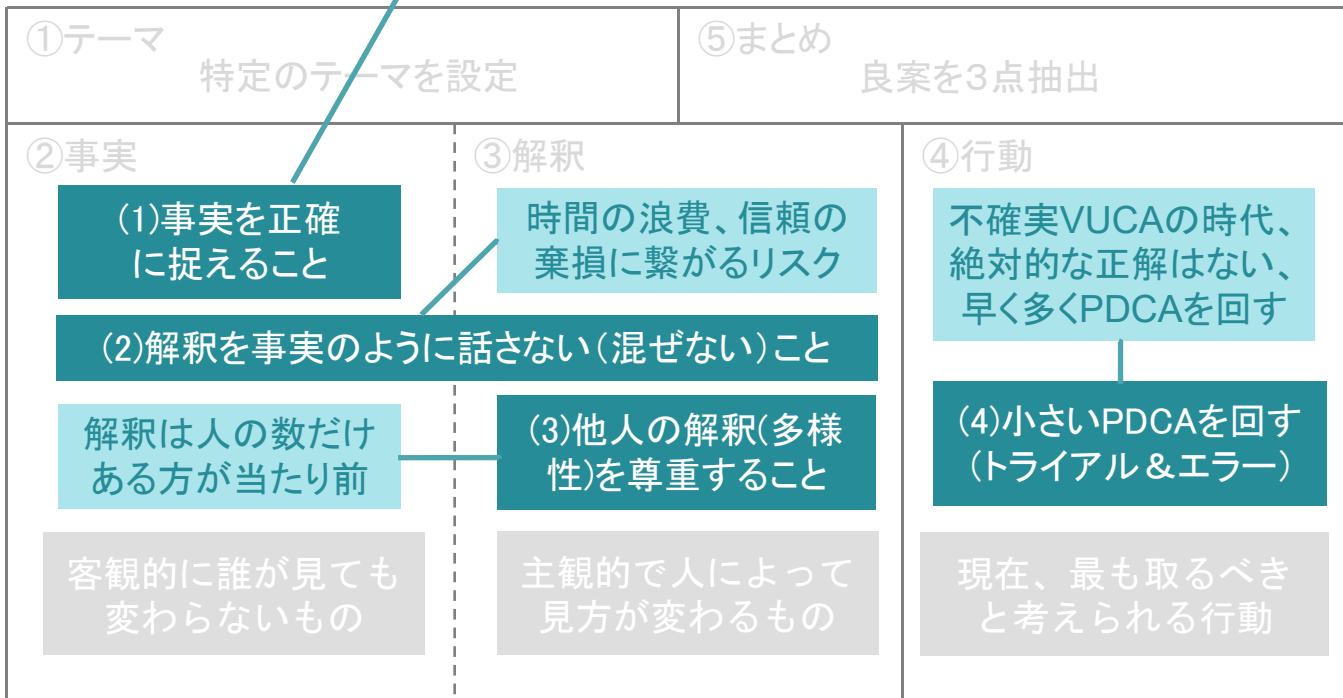 ①テーマ
特定のテーマを設定
⑤まとめ
良案を3点抽出
②事実
(1)事実を正確
に捉えること
③解釈
時間の浪費、信頼の
棄損に繋がるリスク
(2)解釈を事実のように話さない(混ぜない)こと
解釈は人の数だけ
ある方が当たり前
(3)他人の解釈(多様
性)を尊重すること
客観的に誰が見ても
変わらないもの
主観的で人によって
見方が変わるもの
④行動
不確実VUCAの時代、
絶対的な正解はない、
早く多くPDCAを回す
(4)小さいPDCAを回す
(トライアル&エラー)
現在、最も取るべき
と考えられる行動